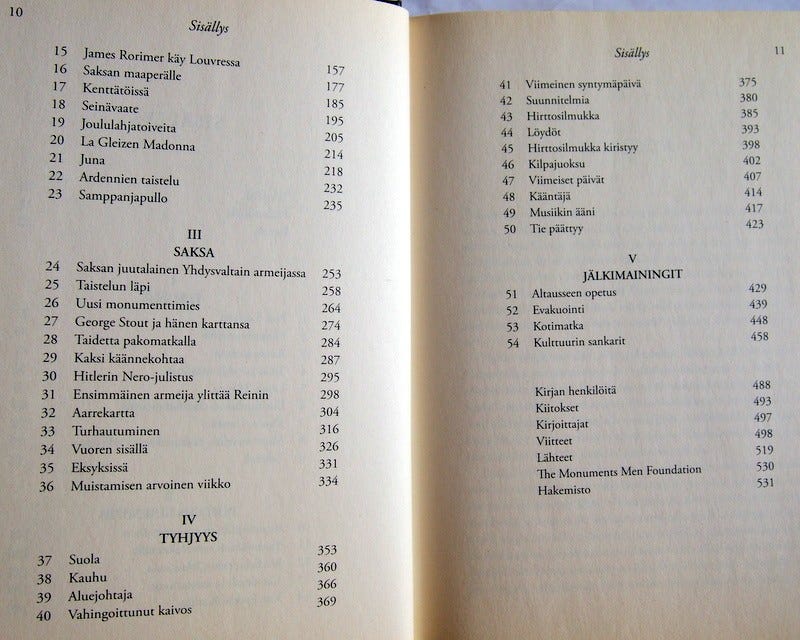 10
Sisällys
15 James Rorimer käy Louvressa 157
16 Saksan maaperälle 177
17 Kenttätöissä 185
18 Seinävaate 195
19 Joululahjatoiveita 205
20 La Gleizen Madonna 214
21 Juna 218
22 Ardennien taistelu 232
23 Samppanjapullo 235
III
SAKSA
24 Saksan juutalainen Yhdysvaltain armeijassa 253
25 Taistelun läpi 258
26 Uusi monumenttimies 264
27 George Stout ja hänen karttansa 274
28 Taidetta pakomatkalla 284
29 Kaksi käännekohtaa 287
30 Hitlerin Nero-julistus 295
31 Ensimmäinen armeija ylittää Reinin 298
32 Aarrekartta 304
33 Turhautuminen 316
34 Vuoren sisällä 326
35 Eksyksissä 331
36 Muistamisen arvoinen viikko 334
IV
TYHJYYS
37 Suola 353
38 Kauhu 360
39 Aluejohtaja 366
40 Vahingoittunut kaivos 369
Sisällys 11
41 Viimeinen syntymäpäivä 375
42 Suunnitelmia 380
43 Hirttosilmukka 385
44 Löydöt 393
45 Hirttosilmukka kiristyy 398
46 Kilpajuoksu 402
47 Viimeiset päivät 407
48 Kääntäjä 414
49 Musiikin ääni 417
50 Tie päättyy 423
V
JÄLKIMAININGIT
51 Altausseen opetus 429
52 Evakuointi 439
53 Kotimatka 448
54 Kulttuurin sankarit 458
Kirjan henkilöitä 488
Kiitokset 493
Kirjoittajat 497
Viitteet 498
Lähteet 519
The Monuments Men Foundation 530
Hakemisto 531